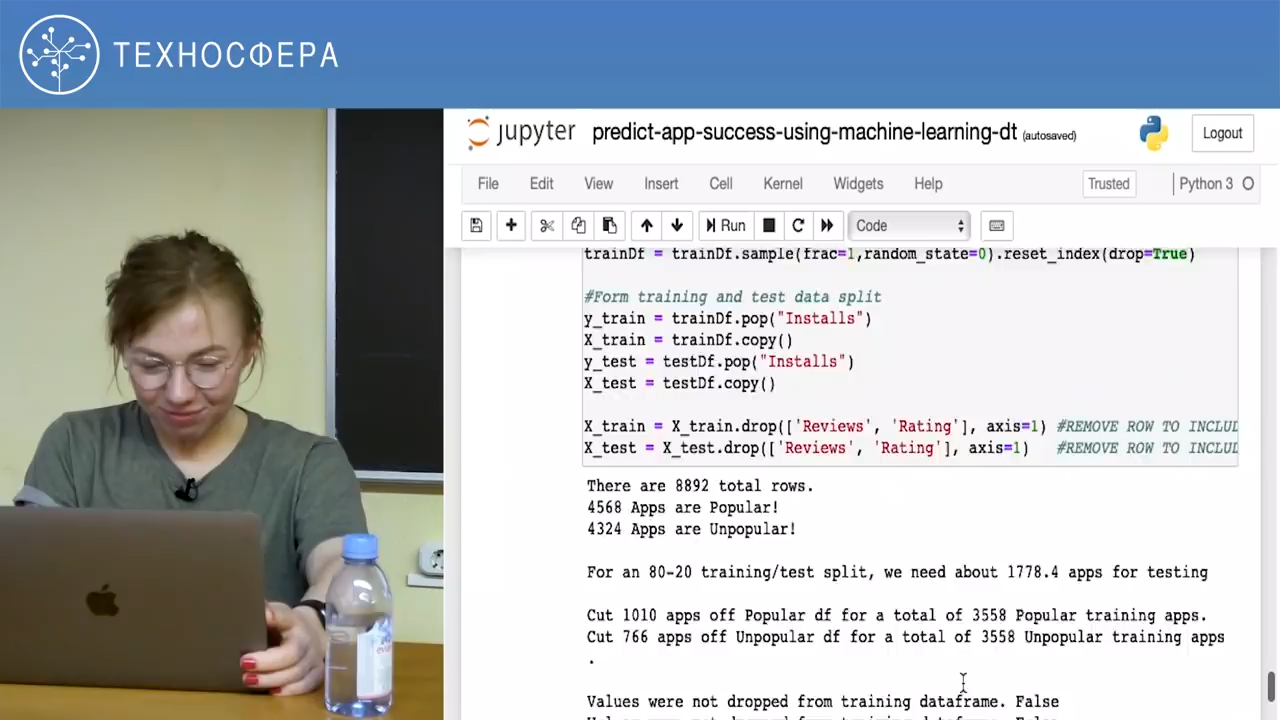 ТЕХНОСФЕРА
jupyter predict-app-success-using-machine-learning-dt (autosaved) Logout
File Edit View Insert Cell Kernel Widgets Help Trusted Python 3
Run Code
trainDf = trainDf.sample(frac=1,random_state=0).reset_index(drop=True)
#Form training and test data split
y_train = trainDf.pop("Installs")
X_train = trainDf.copy()
y_test = testDf.pop("Installs")
X_test = testDf.copy()
X_train = X_train.drop(['Reviews', 'Rating'], axis=1) #REMOVE ROW TO INCLUD
X_test = X_test.drop(['Reviews', 'Rating'], axis=1) #REMOVE ROW TO INCLUD
There are 8892 total rows.
4568 Apps are Popular!
4324 Apps are Unpopular!
For an 80-20 training/test split, we need about 1778.4 apps for testing
Cut 1010 apps off Popular df for a total of 3558 Popular training apps.
Cut 766 apps off Unpopular df for a total of 3558 Unpopular training apps
.
Values were not dropped from training dataframe. False